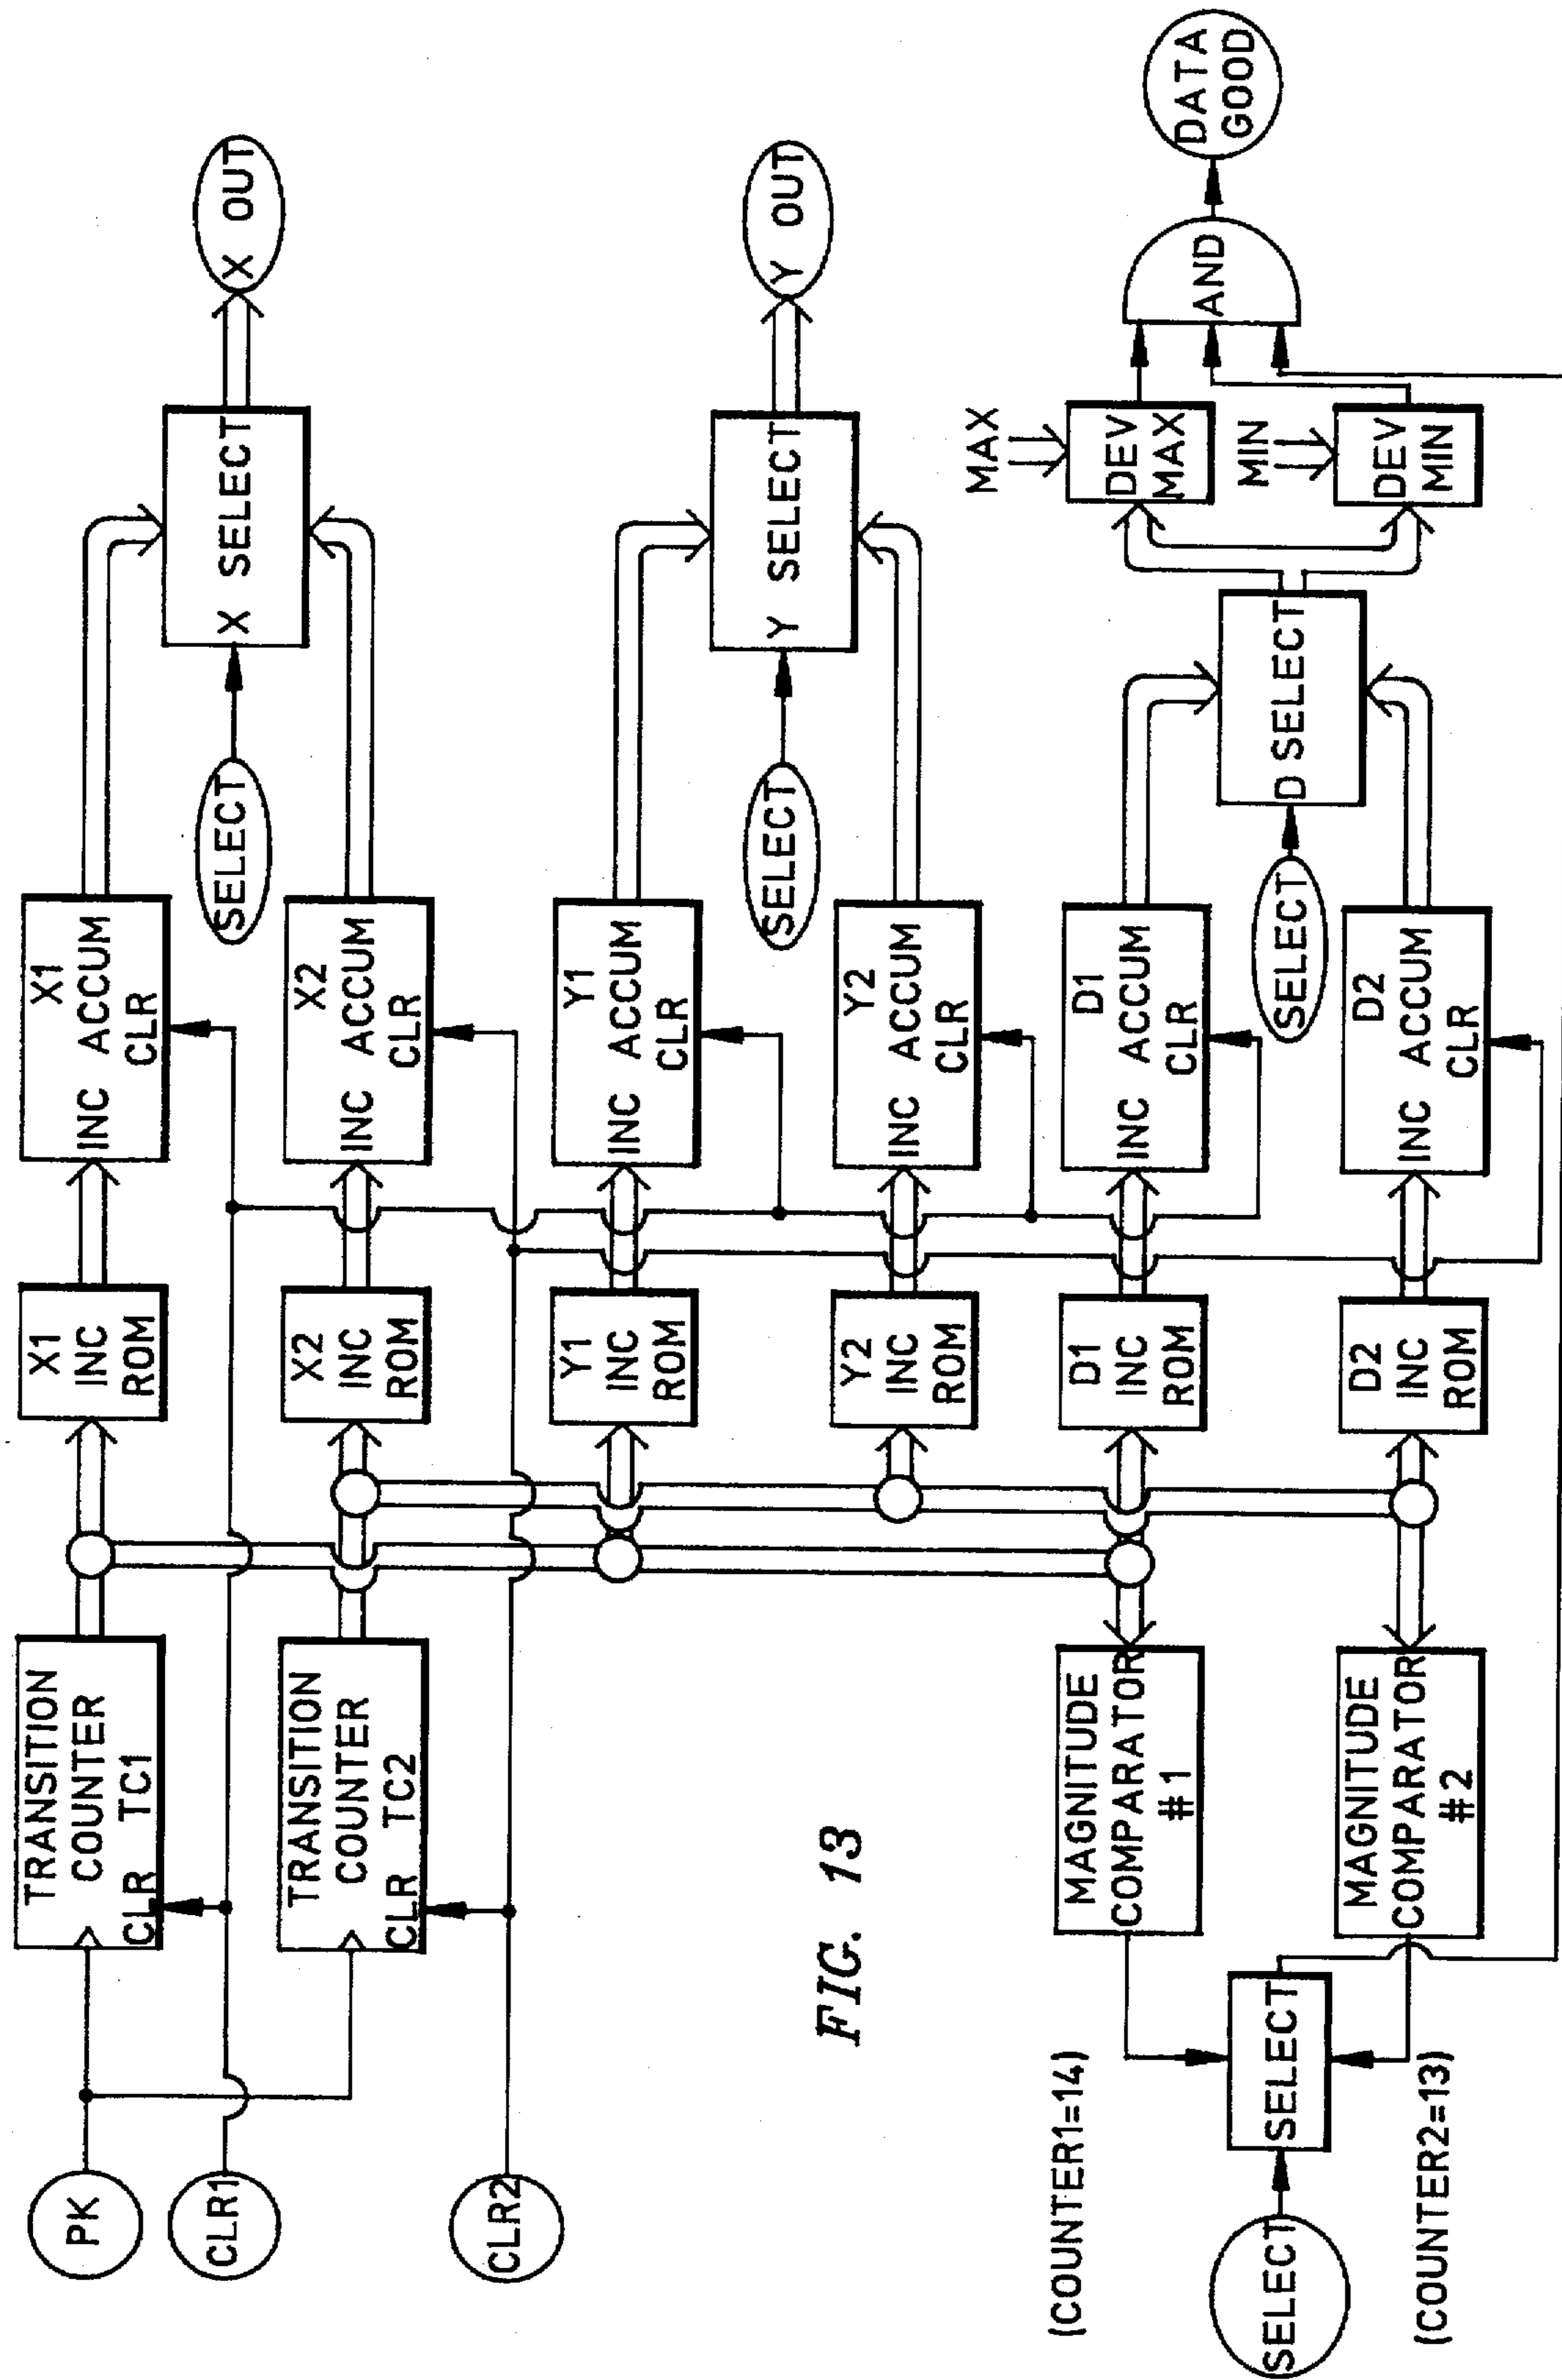 PK
CLR1
CLR2
TRANSITION
COUNTER
CLR TC1
TRANSITION
COUNTER
CLR TC2
X1
INC
ROM
X2
INC
ROM
Y1
INC
ROM
Y2
INC
ROM
D1
INC
ROM
D2
INC
ROM
X1
INC ACCUM
CLR
X2
INC ACCUM
CLR
Y1
INC ACCUM
CLR
Y2
INC ACCUM
CLR
D1
INC ACCUM
CLR
D2
INC ACCUM
CLR
SELECT
X SELECT
X OUT
SELECT
Y SELECT
Y OUT
SELECT
D SELECT
MAX
DEV
MAX
MIN
DEV
MIN
AND
DATA
GOOD
MAGNITUDE
COMPARATOR
#1
MAGNITUDE
COMPARATOR
#2
(COUNTER1=14)
SELECT
SELECT
(COUNTER2=13)
FIG. 13